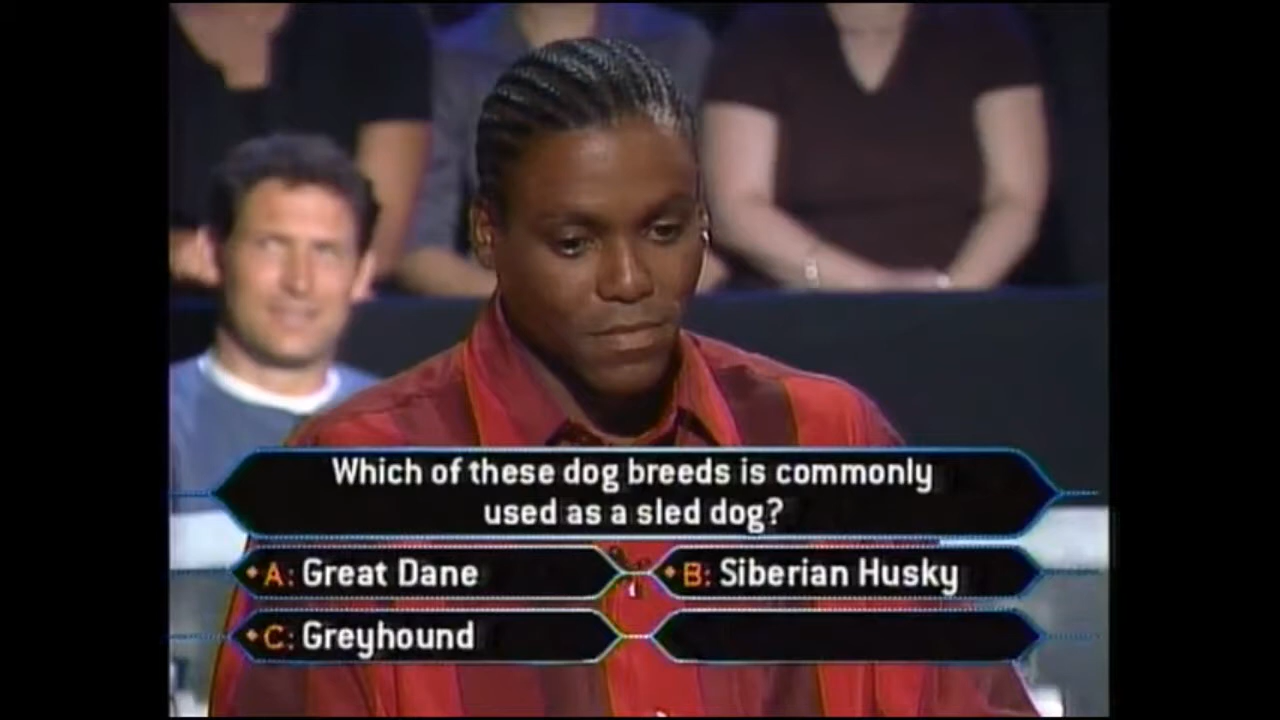 Which of these dog breeds is commonly
used as a sled dog?
A: Great Dane
B: Siberian Husky
C: Greyhound